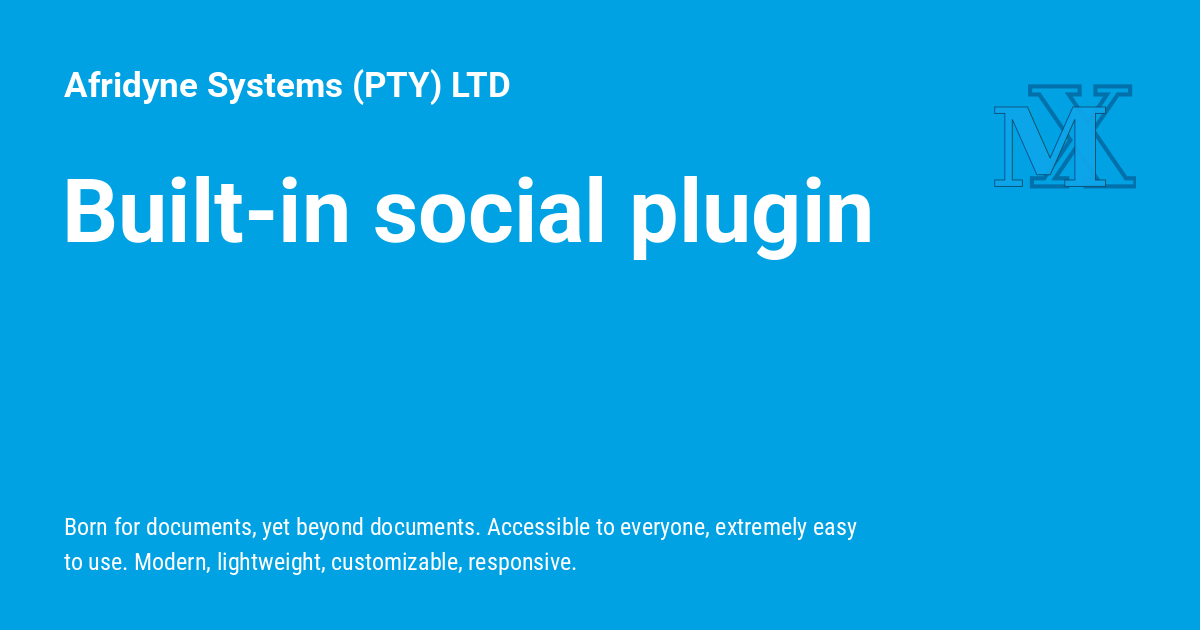 Afridyne Systems (PTY) LTD
MX
Built-in social plugin
Born for documents, yet beyond documents. Accessible to everyone, extremely easy
to use. Modern, lightweight, customizable, responsive.